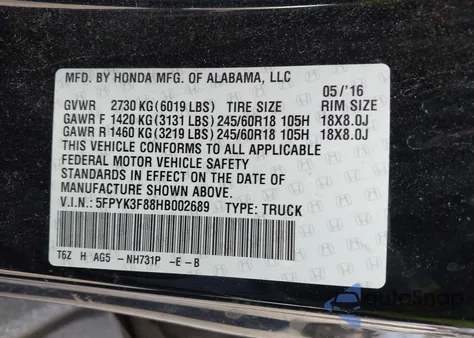 MFD. BY HONDA MFG. OF ALABAMA, LLC
05/'16
GVWR 2730 KG (6019 LBS) TIRE SIZE RIM SIZE
GAWR F 1420 KG (3131 LBS) 245/60R18 105H 18X8.0J
GAWR R 1460 KG (3219 LBS) 245/60R18 105H 18X8.0J
THIS VEHICLE CONFORMS TO ALL APPLICABLE
FEDERAL MOTOR VEHICLE SAFETY
STANDARDS IN EFFECT ON THE DATE OF
MANUFACTURE SHOWN ABOVE.
V.I.N.: 5FPYK3F88HB002689 TYPE: TRUCK
T6Z H AG5 -NH731P -E-B
AutoSnap